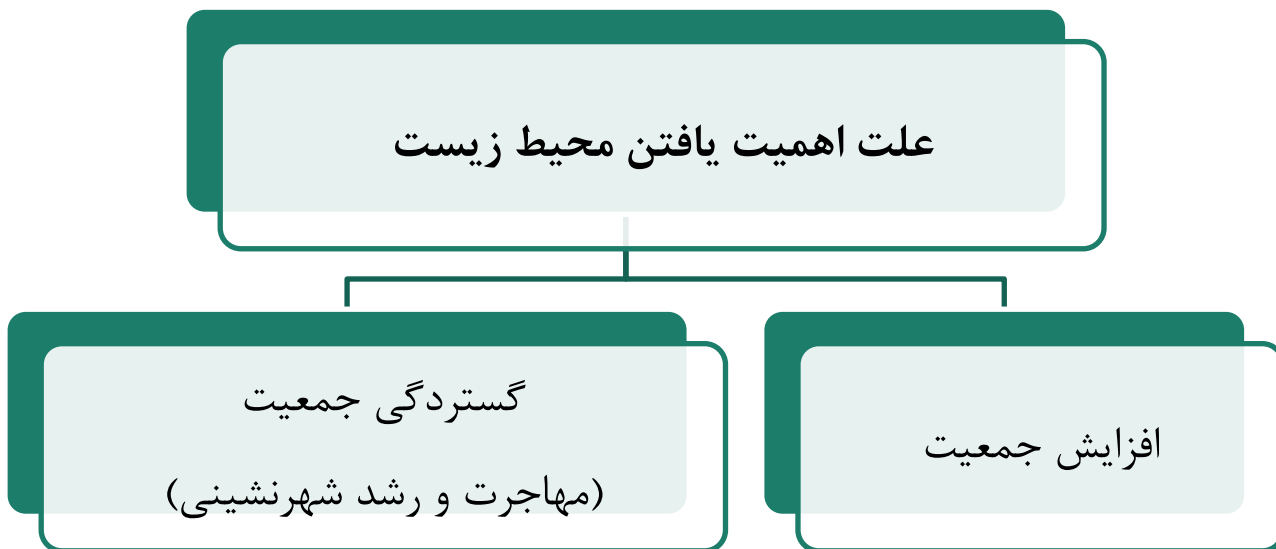 علت اهمیت یافتن محیط زیست
افزایش جمعیت
گستردگی جمعیت
(مهاجرت و رشد شهرنشینی)